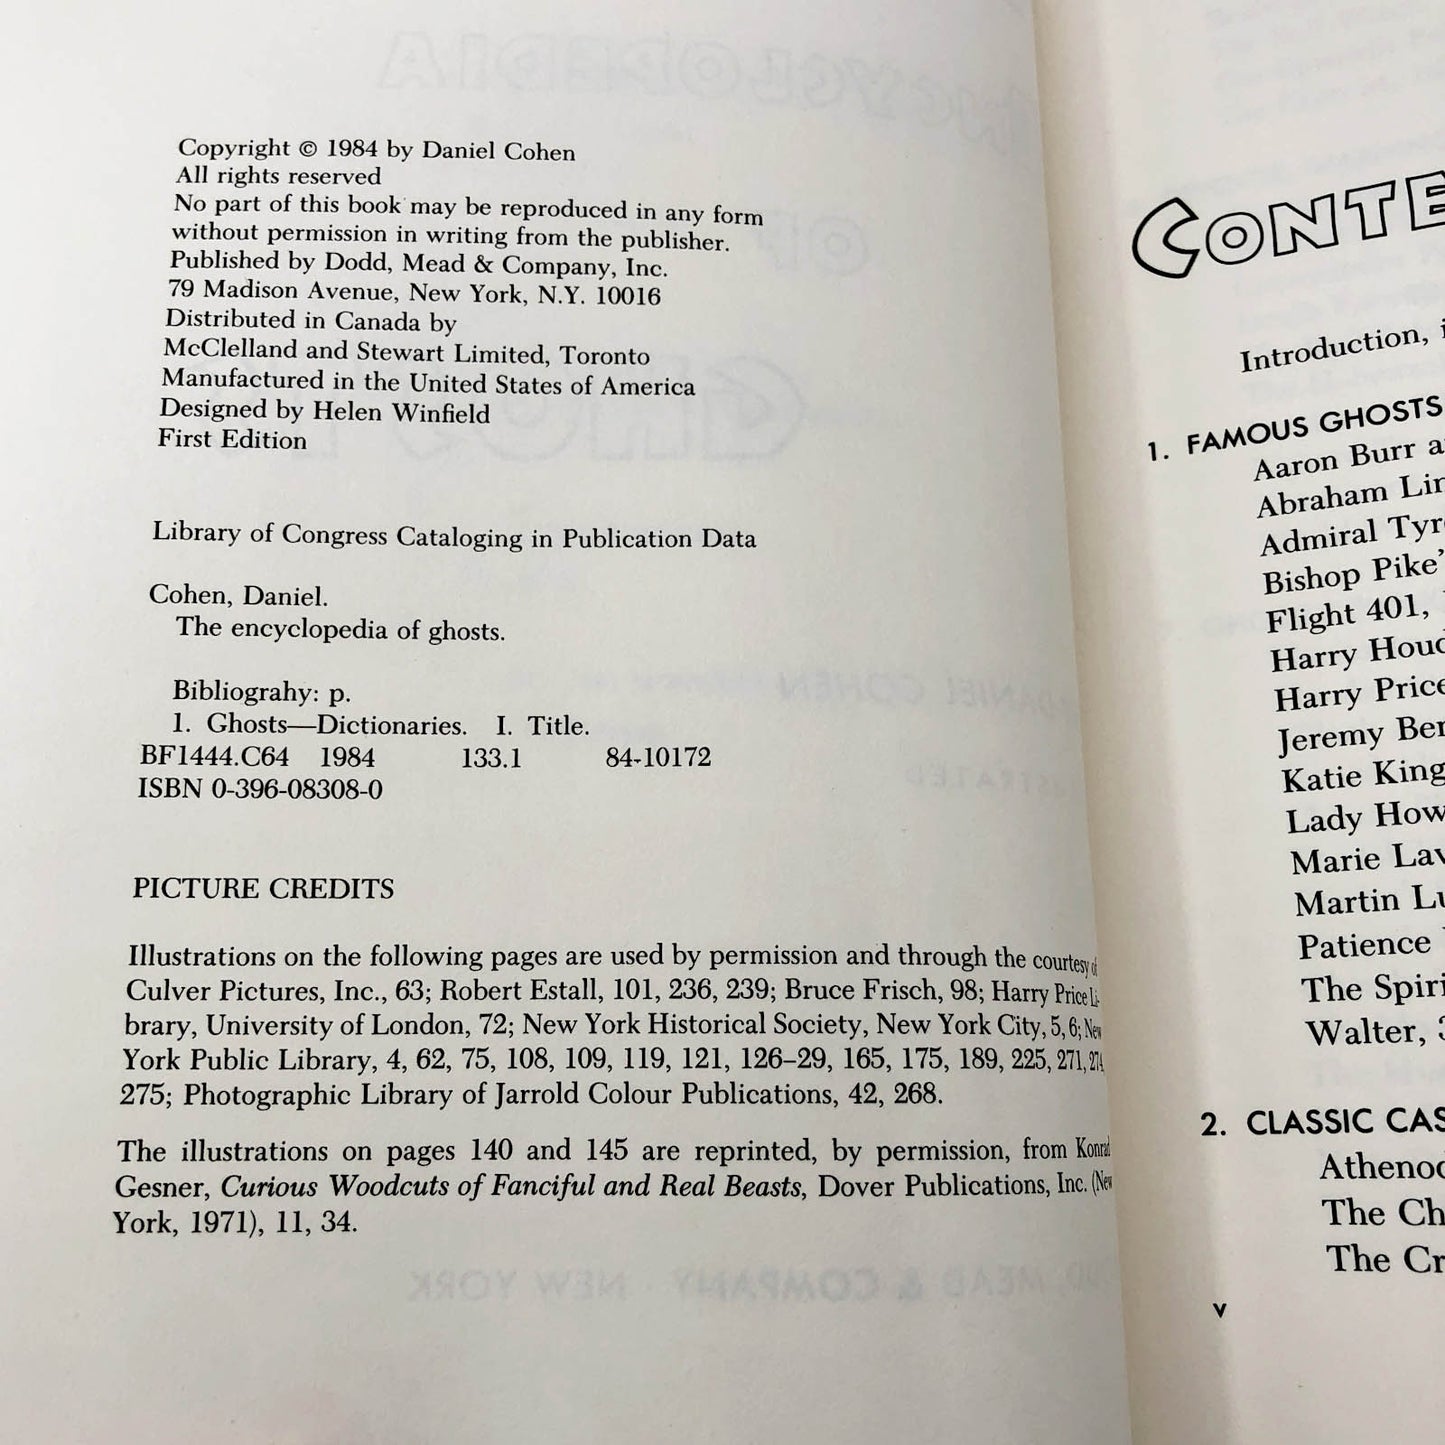 Copyright © 1984 by Daniel Cohen
All rights reserved
No part of this book may be reproduced in any form
without permission in writing from the publisher.
Published by Dodd, Mead & Company, Inc.
79 Madison Avenue, New York, N.Y. 10016
Distributed in Canada by
McClelland and Stewart Limited, Toronto
Manufactured in the United States of America
Designed by Helen Winfield
First Edition
Library of Congress Cataloging in Publication Data
Cohen, Daniel.
The encyclopedia of ghosts.
Bibliograhy: p.
1. Ghosts—Dictionaries. I. Title.
BF1444.C64 1984 133.1 84-10172
ISBN 0-396-08308-0
PICTURE CREDITS
Illustrations on the following pages are used by permission and through the courtesy of
Culver Pictures, Inc., 63; Robert Estall, 101, 236, 239; Bruce Frisch, 98; Harry Price Li-
brary, University of London, 72; New York Historical Society, New York City, 5, 6; New
York Public Library, 4, 62, 75, 108, 109, 119, 121, 126–29, 165, 175, 189, 225, 271, 274,
275; Photographic Library of Jarrold Colour Publications, 42, 268.
The illustrations on pages 140 and 145 are reprinted, by permission, from Konrad
Gesner, Curious Woodcuts of Fanciful and Real Beasts, Dover Publications, Inc. (New
York, 1971), 11, 34.
CONTE
Introduction, i
1. FAMOUS GHOSTS
Aaron Burr a
Abraham Lin
Admiral Tyr
Bishop Pike'
Flight 401,
Harry Houd
Harry Price
Jeremy Ber
Katie King
Lady How
Marie Lav
Martin Lu
Patience
The Spiri
Walter, 3
2. CLASSIC CAS
Athenod
The Ch
The Cr
v